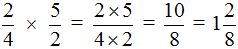 2/4 × 5/2 = 2 × 5/4 × 2 = 10/8 = 1 2/8